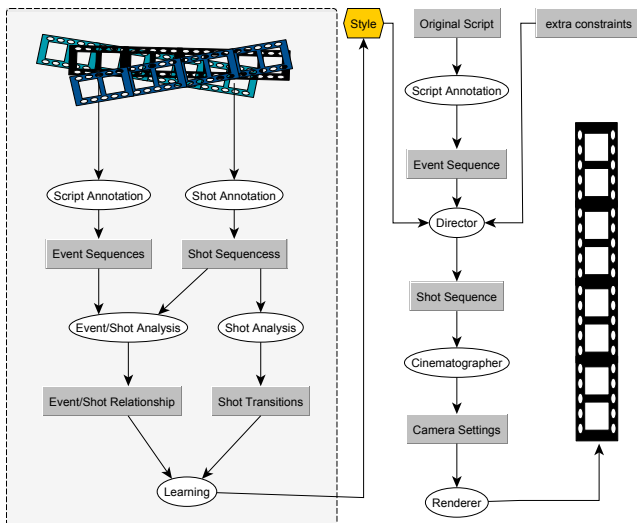 Style
Original Script
extra constraints
Script Annotation
Event Sequence
Director
Shot Sequence
Cinematographer
Camera Settings
Renderer
Script Annotation
Shot Annotation
Event Sequences
Shot Sequencess
Event/Shot Analysis
Shot Analysis
Event/Shot Relationship
Shot Transitions
Learning